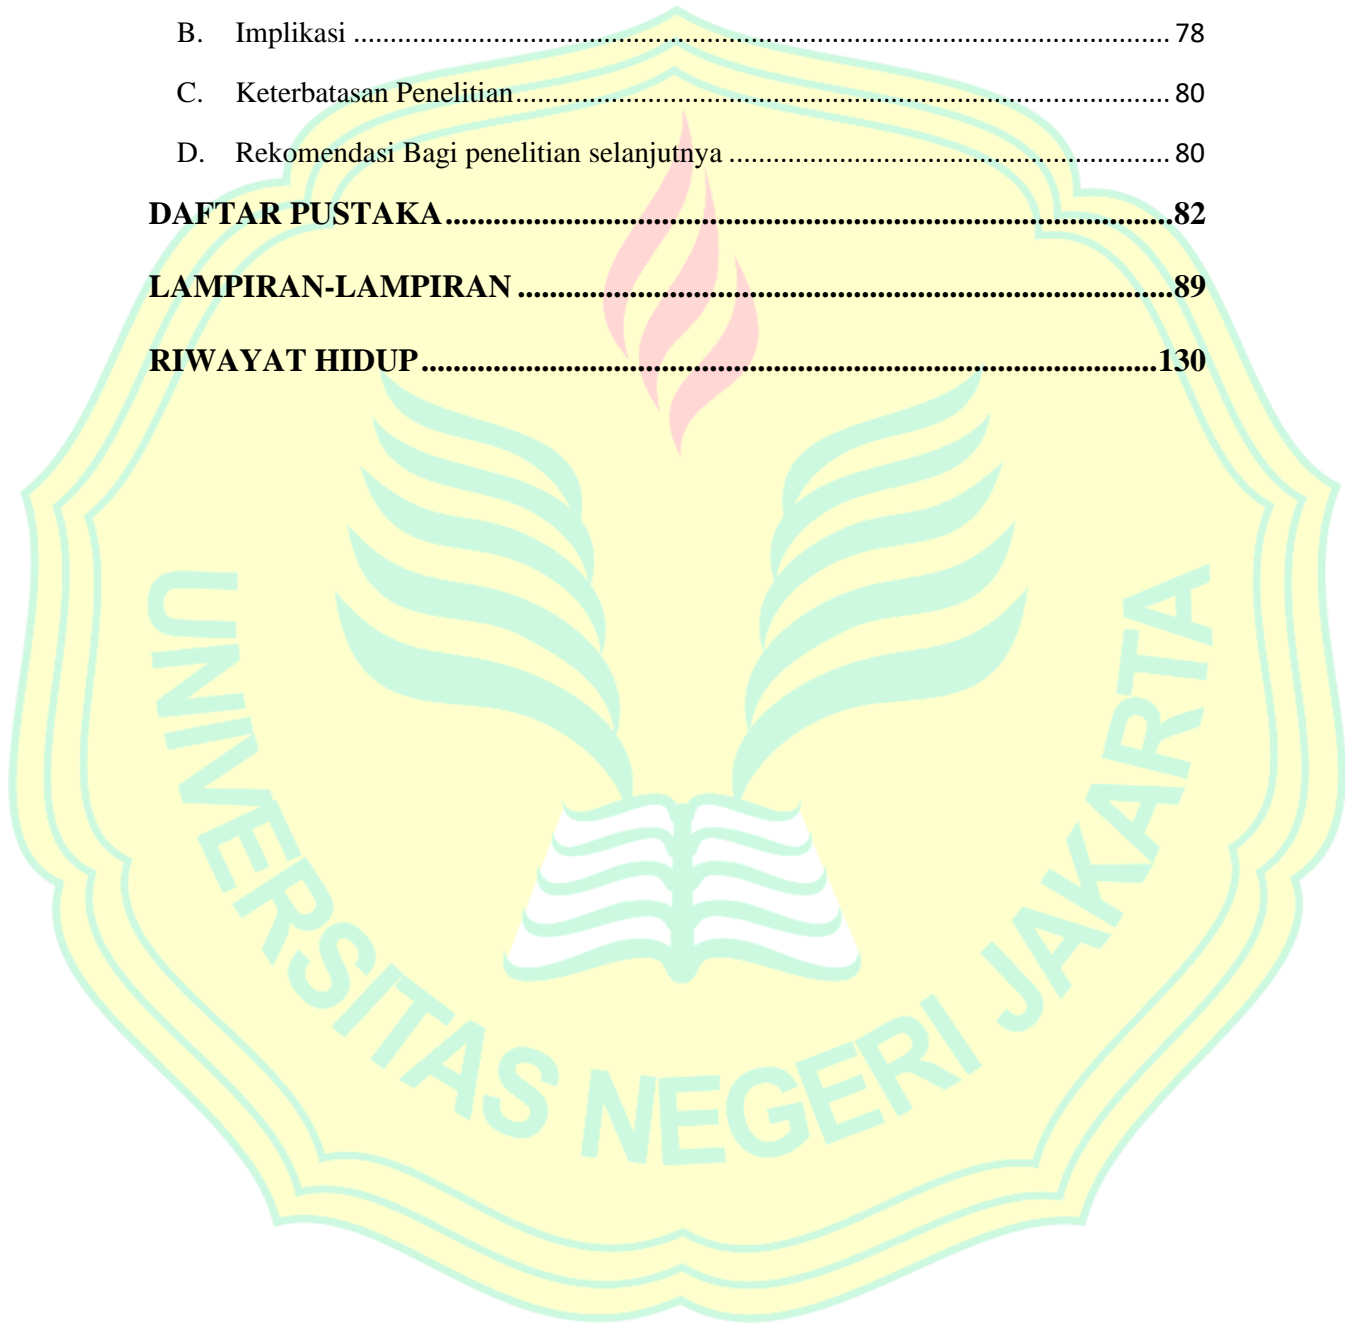 B. Implikasi ........................................................................................................... 78
C. Keterbatasan Penelitian ...................................................................................... 80
D. Rekomendasi Bagi penelitian selanjutnya .......................................................... 80
DAFTAR PUSTAKA ............................................................................................82
LAMPIRAN-LAMPIRAN ...................................................................................89
RIWAYAT HIDUP .............................................................................................130
UNIVERSITAS NEGERI JAKARTA